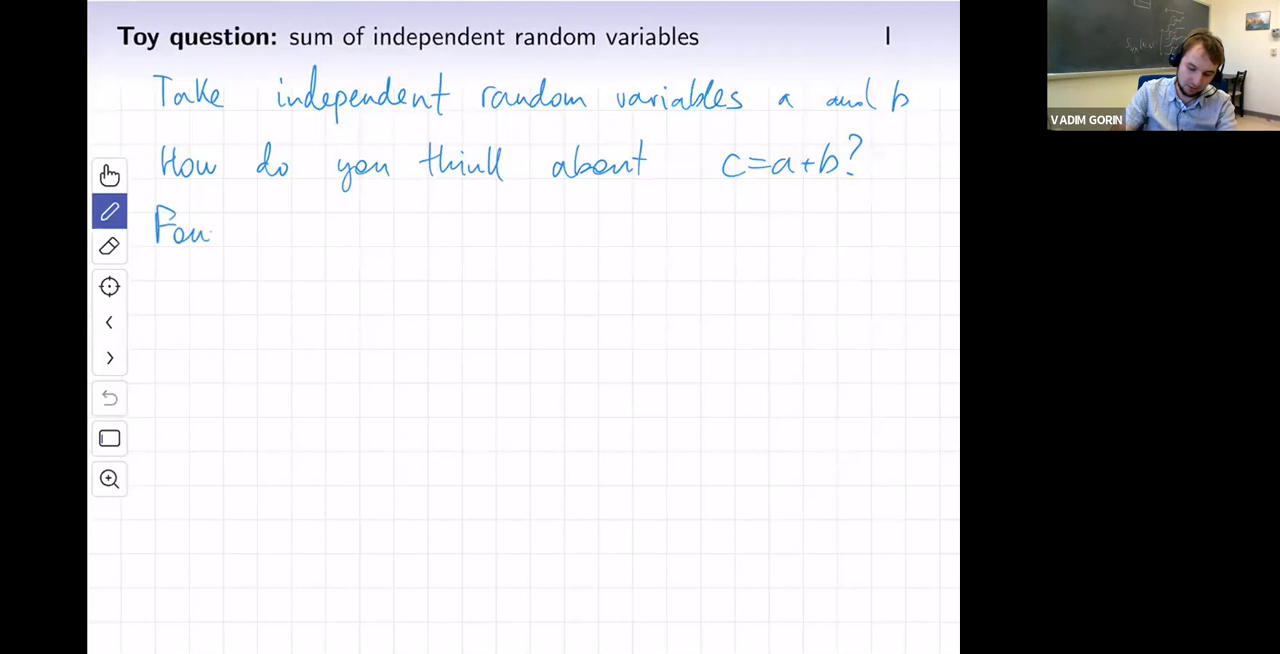 Toy question: sum of independent random variables I
Take independent random variables a and b
How do you think about c=a+b?
Fou
VADIM GORIN